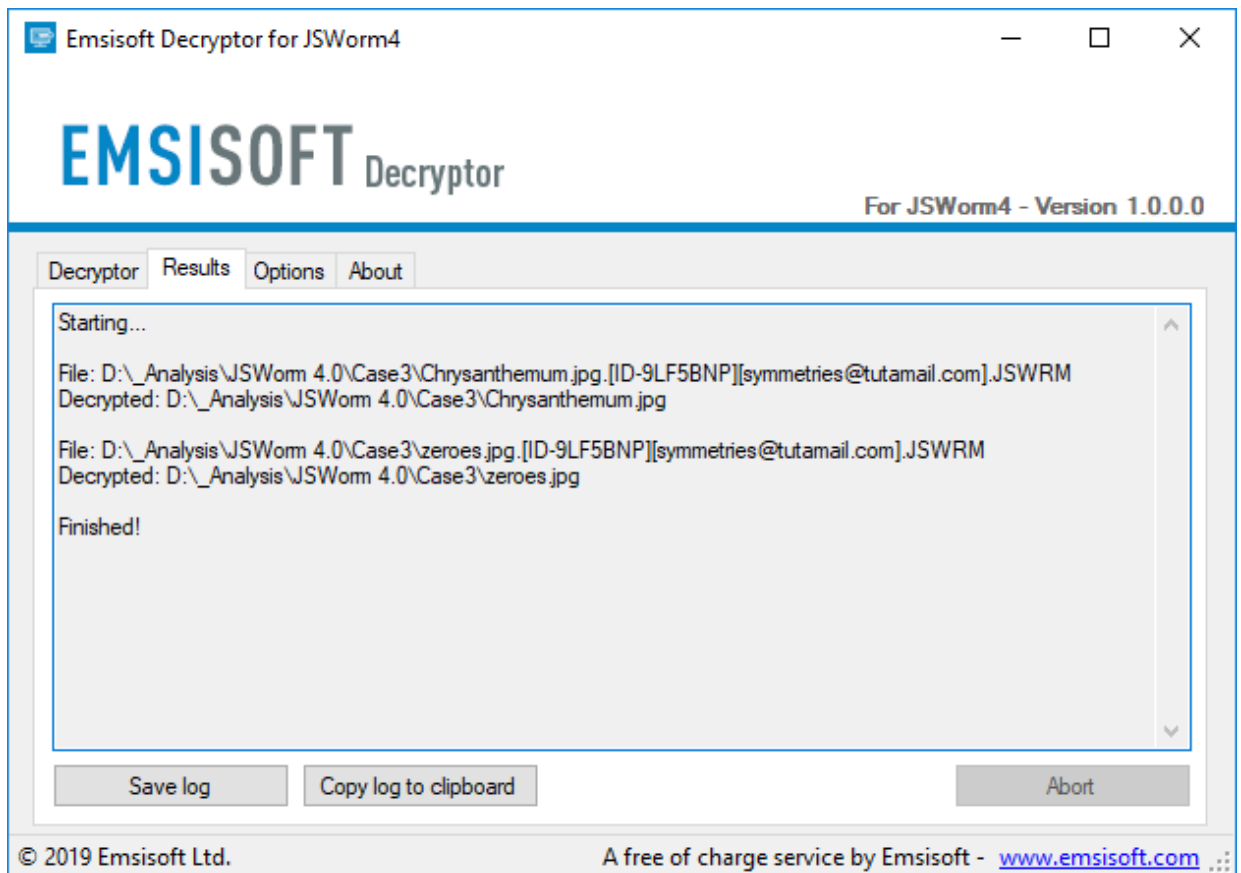 Emsisoft Decryptor for JSWorm4
EMSISOFT Decryptor
For JSWorm4 - Version 1.0.0.0
Decryptor Results Options About
Starting...
File: D:\_Analysis\JSWorm 4.0\Case3\Chrysanthemum.jpg.[ID-9LF5BNP][symmetries@tutamail.com].JSWRM
Decrypted: D:\_Analysis\JSWorm 4.0\Case3\Chrysanthemum.jpg
File: D:\_Analysis\JSWorm 4.0\Case3\zeroes.jpg.[ID-9LF5BNP][symmetries@tutamail.com].JSWRM
Decrypted: D:\_Analysis\JSWorm 4.0\Case3\zeroes.jpg
Finished!
Save log Copy log to clipboard Abort
© 2019 Emsisoft Ltd. A free of charge service by Emsisoft - www.emsisoft.com